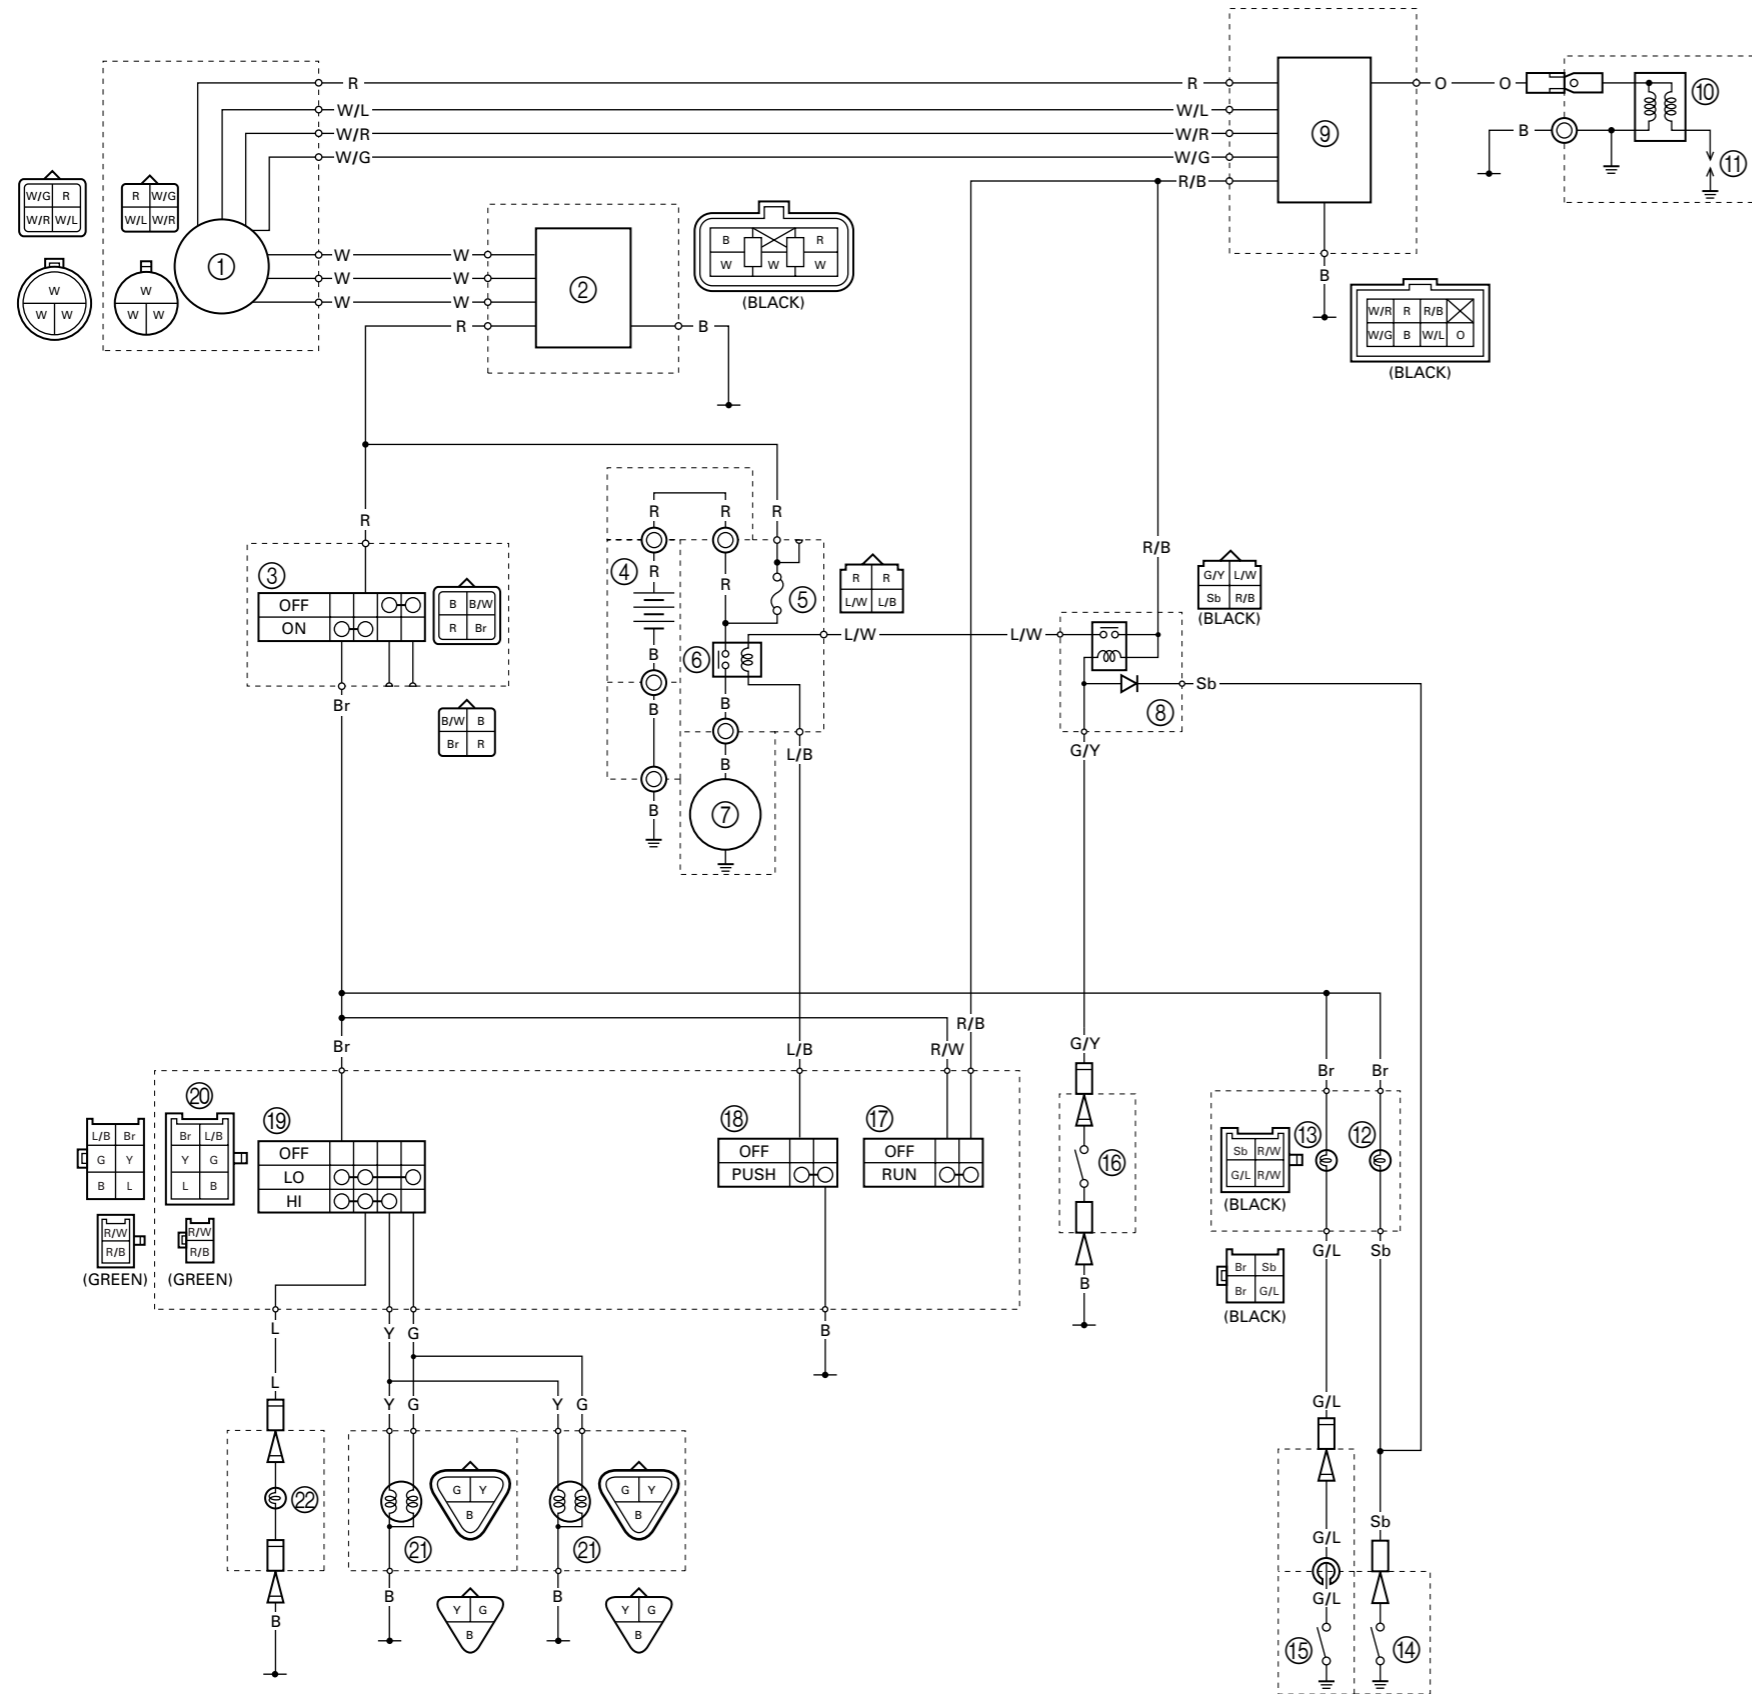 R R O O
W/L W/L ⑩
W/R W/R ⑨ B
W/G W/G ⑪
R/B
W/G R
W/R W/L
R W/G
W/L W/R
①
W W
W W
W W
R B
②
W
W W
W
W W
B R
W W W
(BLACK)
B
W/R R R/B
W/G B W/L O
(BLACK)
R R R R
③
OFF
ON
B B/W
R Br
④ R R ⑤
R R
L/W L/B
R/B
G/Y L/W
Sb R/B
(BLACK)
L/W L/W
⑥
B B B
Sb
⑧
Br
B/W B
Br R
L/B G/Y
B
⑦
B
R/B
Br L/B R/W G/Y
Br Br
⑳ ⑲ ⑱ ⑰
L/B Br
G Y
B L
Br L/B
Y G
L B
OFF
LO
HI
OFF
PUSH
OFF
RUN
⑯
⑬ ⑫
Sb R/W
G/L R/W
(BLACK)
R/W
R/B
(GREEN)
R/W
R/B
(GREEN)
G/L Sb
Br Sb
Br G/L
(BLACK)
B
L Y G B
L
Y G Y G
G/L
㉒
G Y
B
G Y
B
㉑ ㉑
Sb
G/L
G/L
B B B
Y G
B
Y G
B
⑮ ⑭